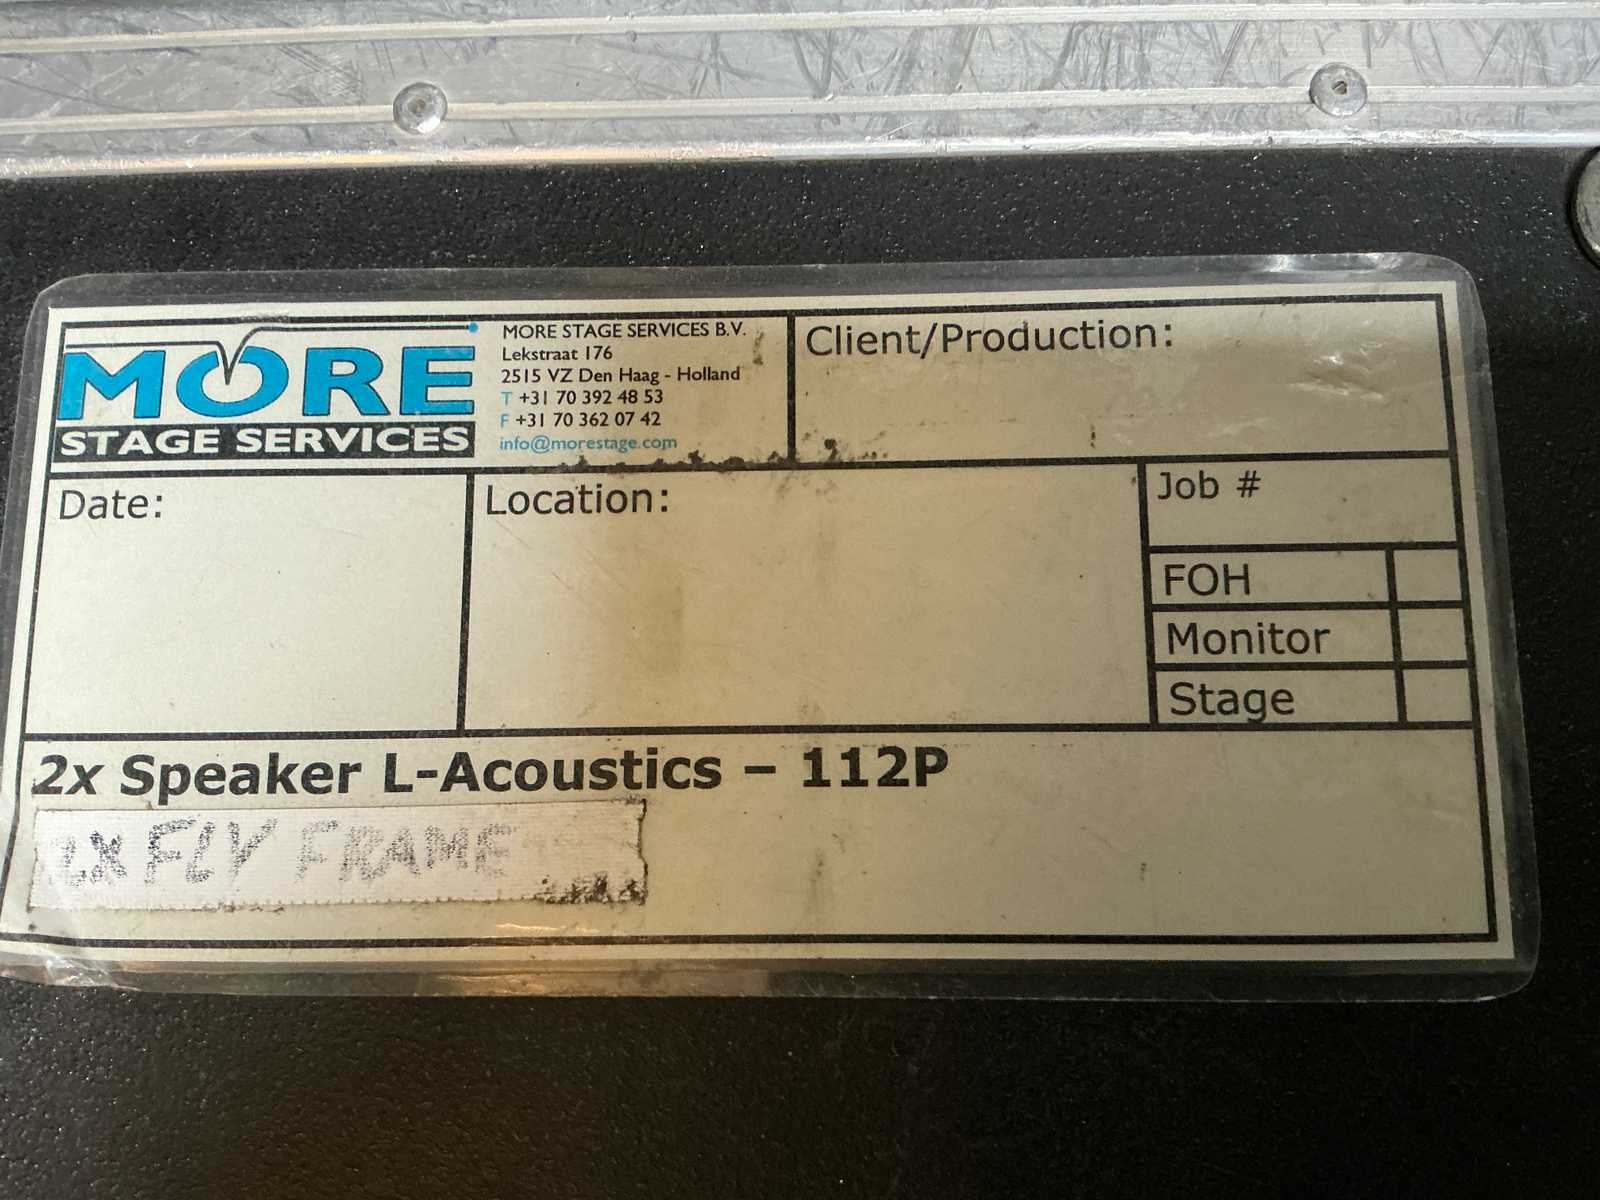 MORE
STAGE SERVICES
MORE STAGE SERVICES B.V.
Lekstraat 176
2515 VZ Den Haag - Holland
T +31 70 392 48 53
F +31 70 362 07 42
info@morestage.com
Client/Production:
Date:
Location:
Job #
FOH
Monitor
Stage
2x Speaker L-Acoustics – 112P
2X FLY FRAME